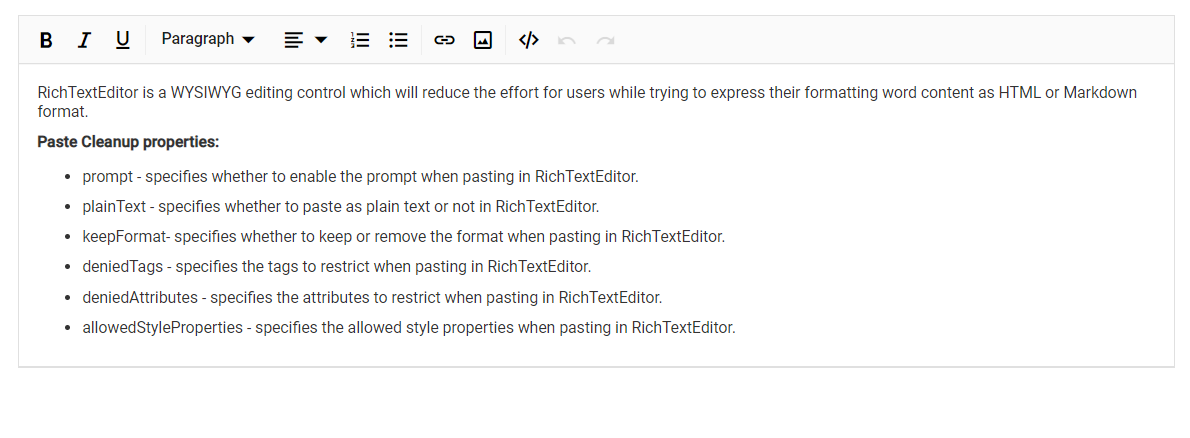 B I U Paragraph
RichTextEditor is a WYSIWYG editing control which will reduce the effort for users while trying to express their formatting word content as HTML or Markdown
format.
Paste Cleanup properties:
• prompt - specifies whether to enable the prompt when pasting in RichTextEditor.
• plainText - specifies whether to paste as plain text or not in RichTextEditor.
• keepFormat- specifies whether to keep or remove the format when pasting in RichTextEditor.
• deniedTags - specifies the tags to restrict when pasting in RichTextEditor.
• deniedAttributes - specifies the attributes to restrict when pasting in RichTextEditor.
• allowedStyleProperties - specifies the allowed style properties when pasting in RichTextEditor.